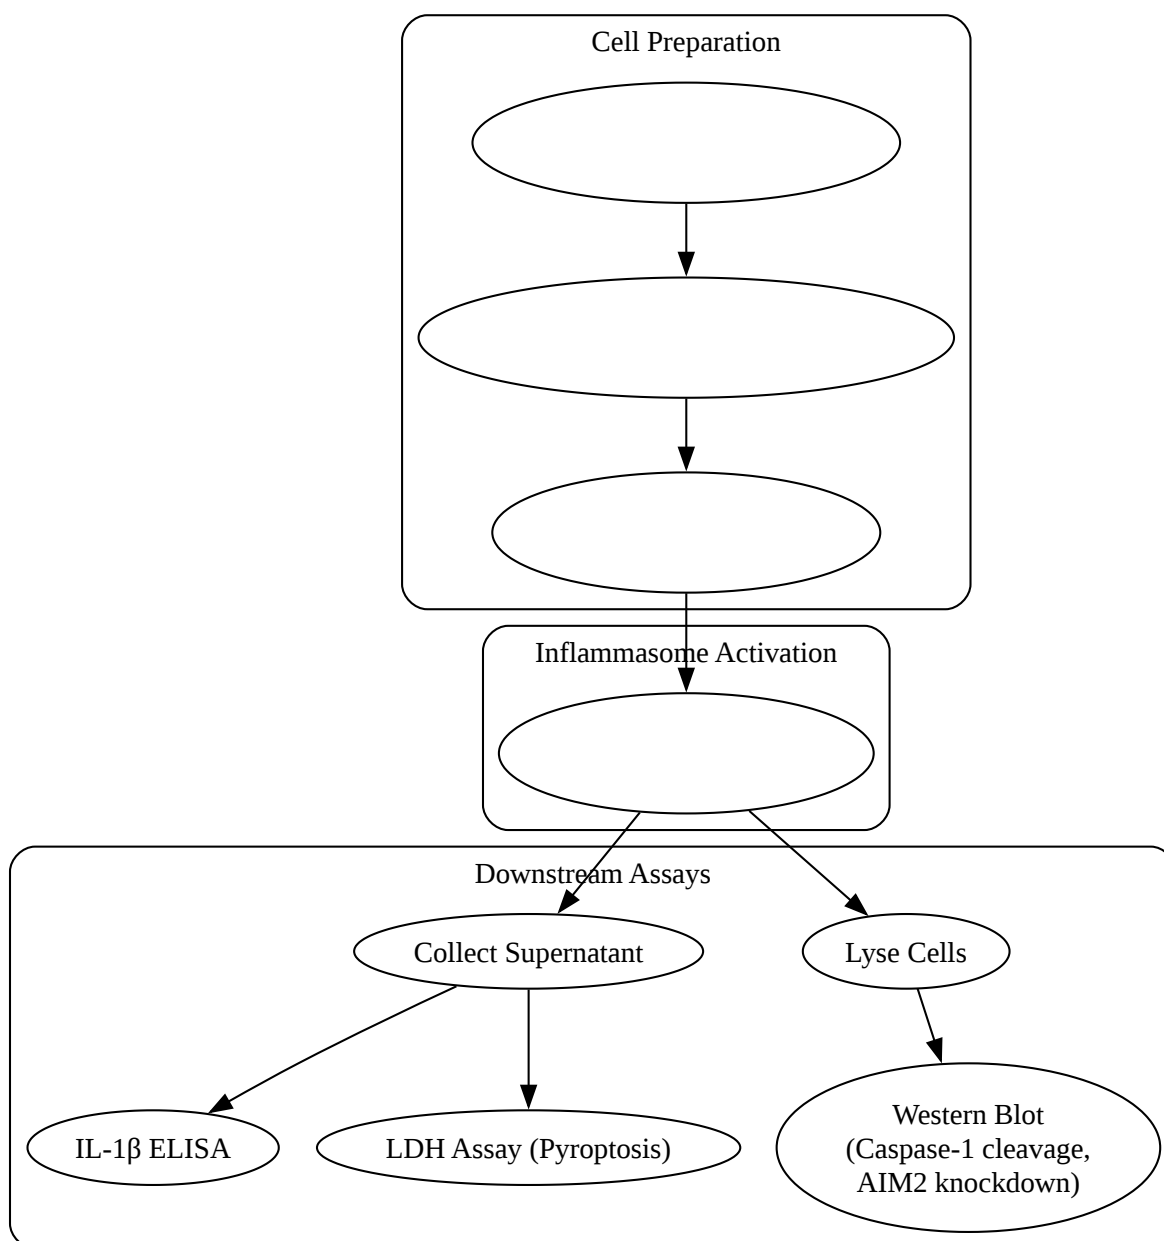 Cell Preparation
Inflammasome Activation
Downstream Assays
Collect Supernatant
Lyse Cells
IL-1β ELISA
LDH Assay (Pyroptosis)
Western Blot
(Caspase-1 cleavage,
AIM2 knockdown)